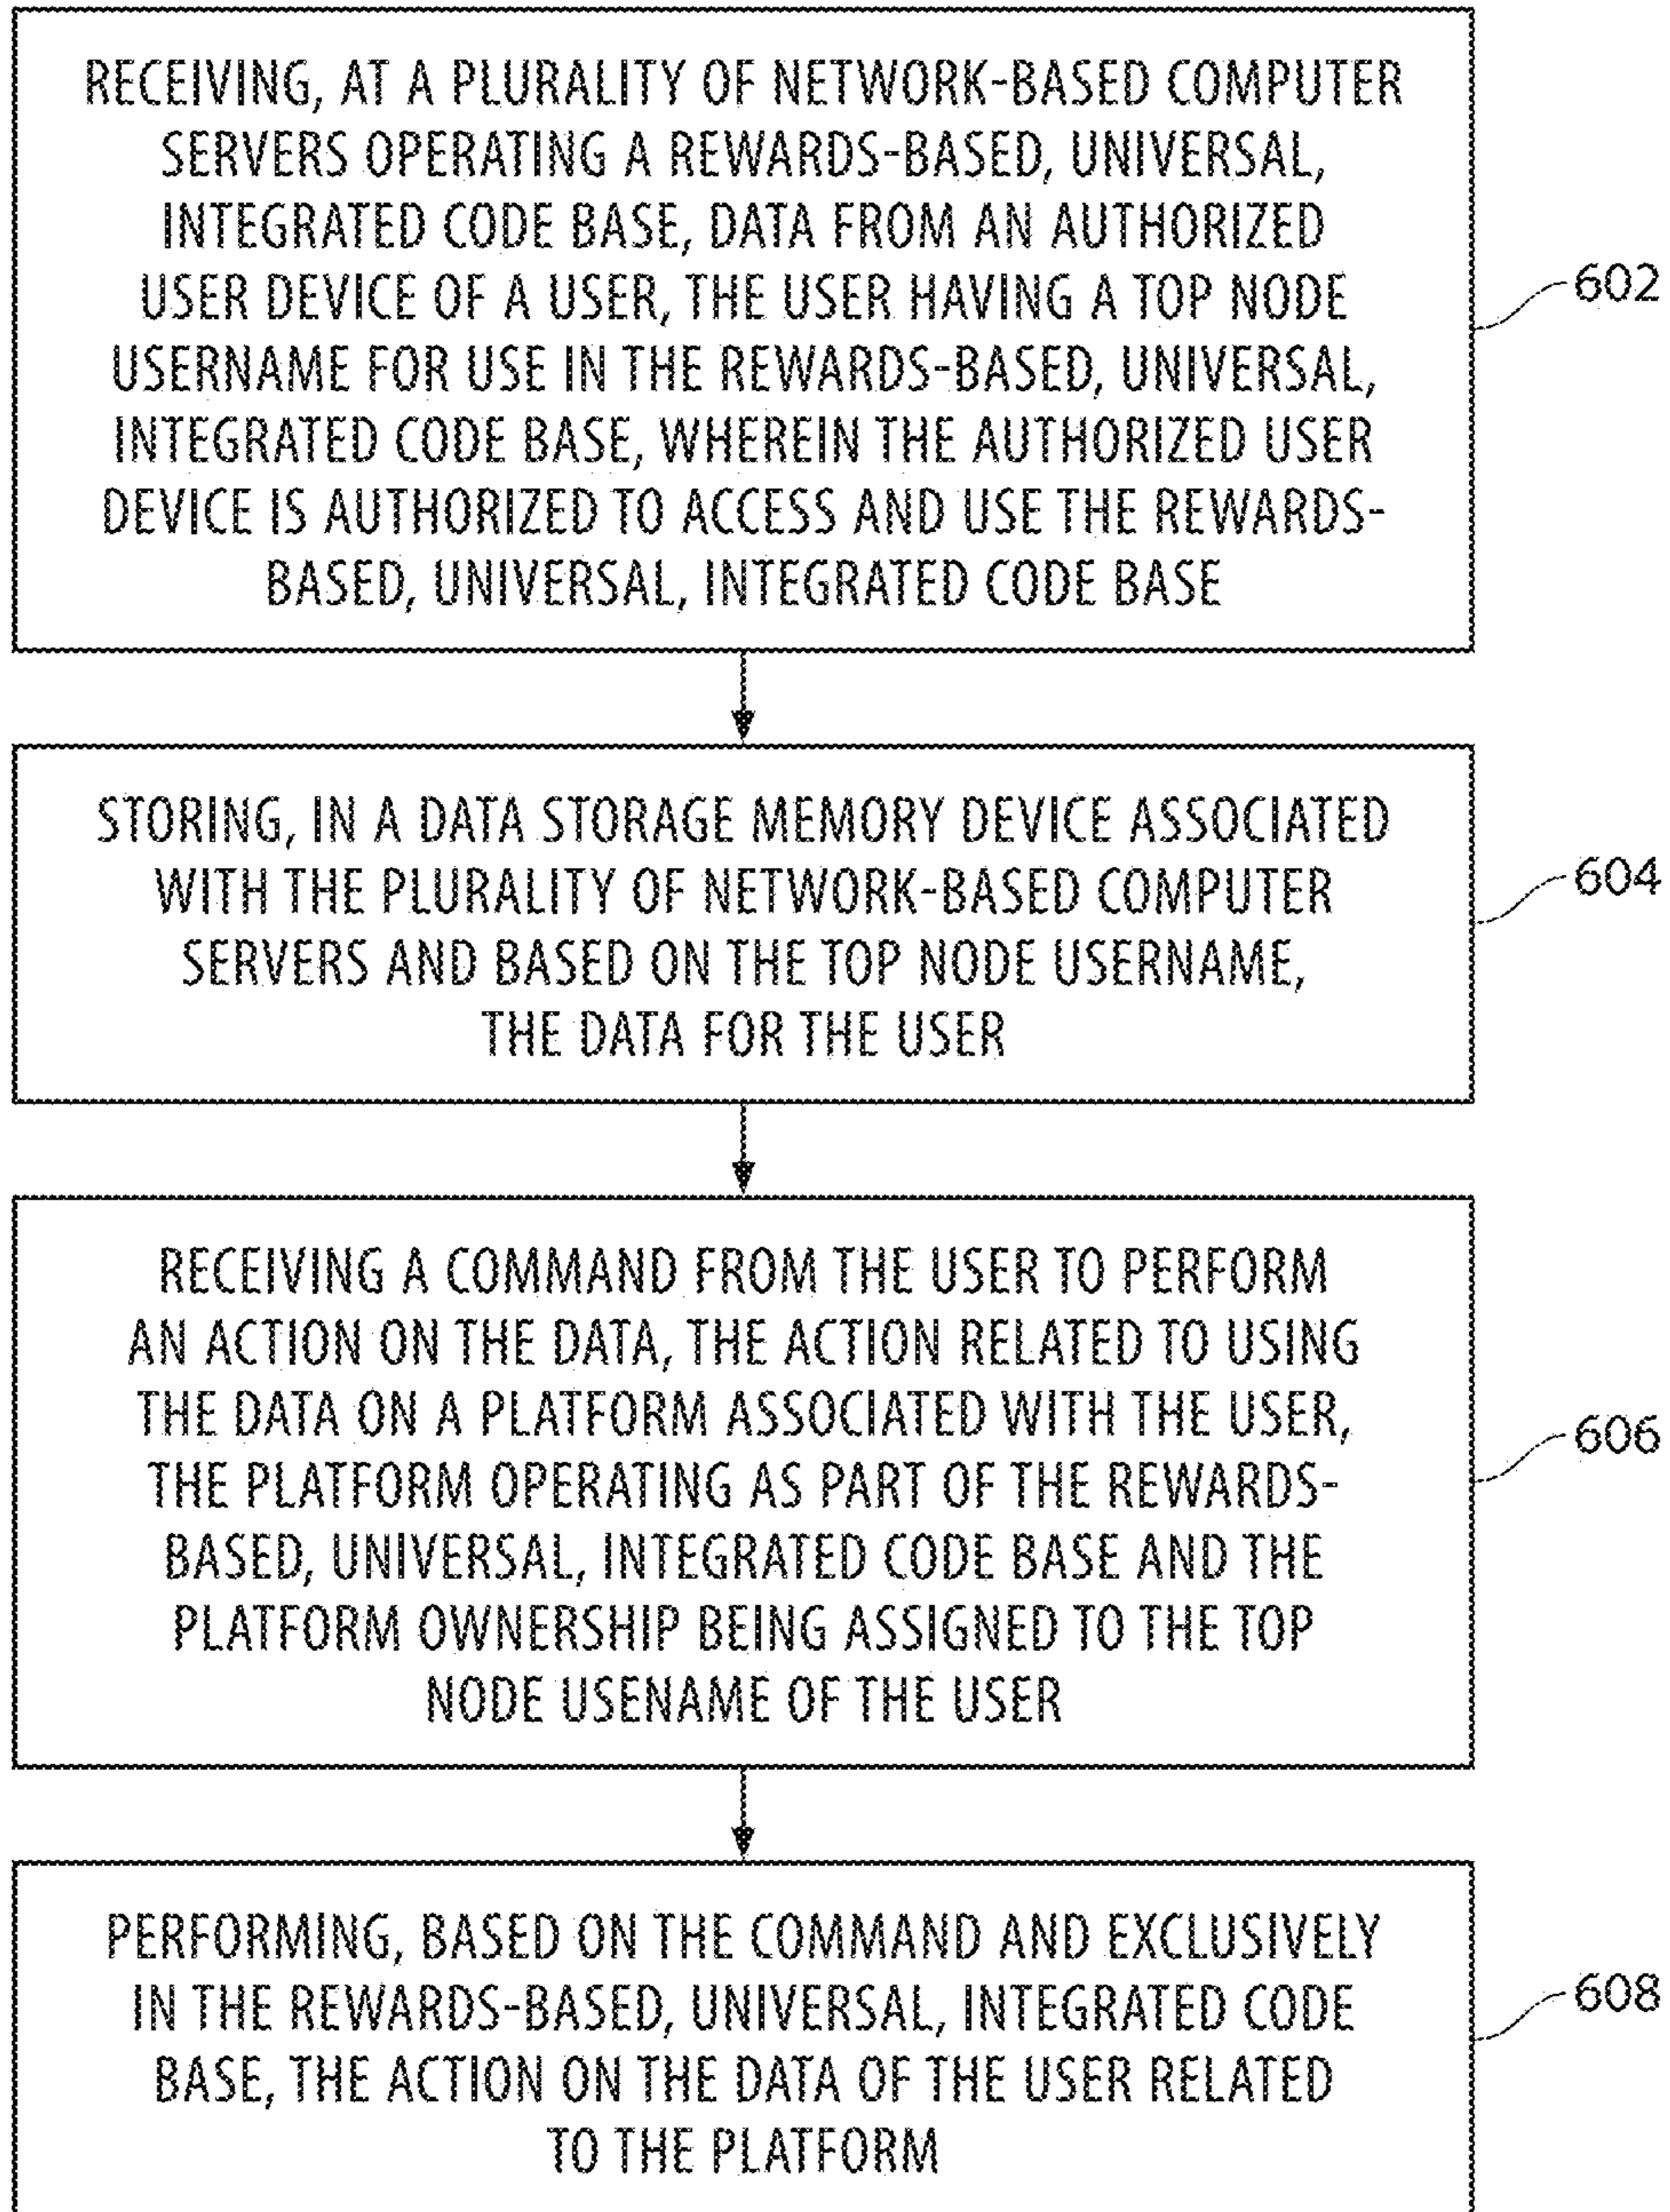 RECEIVING, AT A PLURALITY OF NETWORK-BASED COMPUTER
SERVERS OPERATING A REWARDS-BASED, UNIVERSAL,
INTEGRATED CODE BASE, DATA FROM AN AUTHORIZED
USER DEVICE OF A USER, THE USER HAVING A TOP NODE
USERNAME FOR USE IN THE REWARDS-BASED, UNIVERSAL,
INTEGRATED CODE BASE, WHEREIN THE AUTHORIZED USER
DEVICE IS AUTHORIZED TO ACCESS AND USE THE REWARDS-
BASED, UNIVERSAL, INTEGRATED CODE BASE
602
STORING, IN A DATA STORAGE MEMORY DEVICE ASSOCIATED
WITH THE PLURALITY OF NETWORK-BASED COMPUTER
SERVERS AND BASED ON THE TOP NODE USERNAME,
THE DATA FOR THE USER
604
RECEIVING A COMMAND FROM THE USER TO PERFORM
AN ACTION ON THE DATA, THE ACTION RELATED TO USING
THE DATA ON A PLATFORM ASSOCIATED WITH THE USER,
THE PLATFORM OPERATING AS PART OF THE REWARDS-
BASED, UNIVERSAL, INTEGRATED CODE BASE AND THE
PLATFORM OWNERSHIP BEING ASSIGNED TO THE TOP
NODE USENAME OF THE USER
606
PERFORMING, BASED ON THE COMMAND AND EXCLUSIVELY
IN THE REWARDS-BASED, UNIVERSAL, INTEGRATED CODE
BASE, THE ACTION ON THE DATA OF THE USER RELATED
TO THE PLATFORM
608